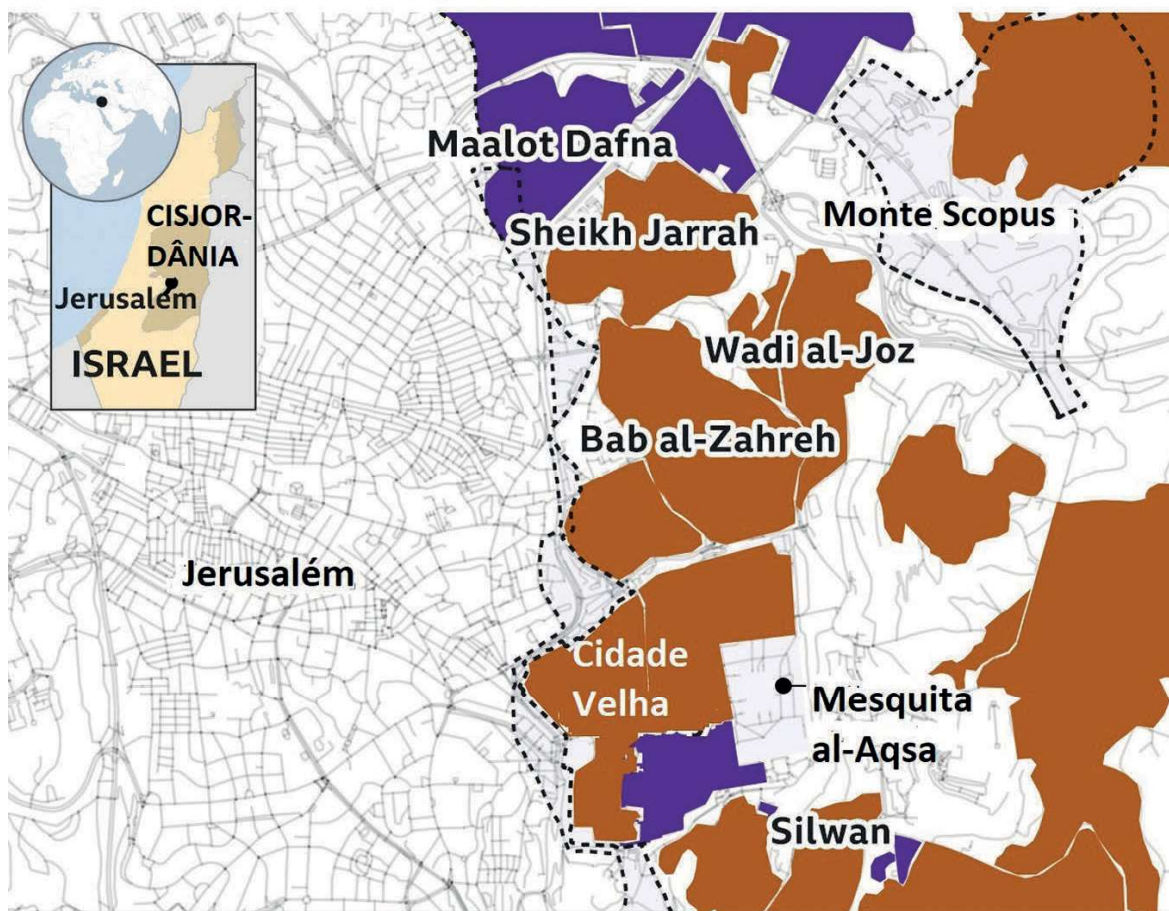 Maalot Dafna
CISJOR-
DÂNIA
Jerusalém
ISRAEL
Sheikh Jarrah
Monte Scopus
Wadi al-Joz
Bab al-Zahreh
Jerusalém
Cidade
Velha
Mesquita
al-Aqsa
Silwan